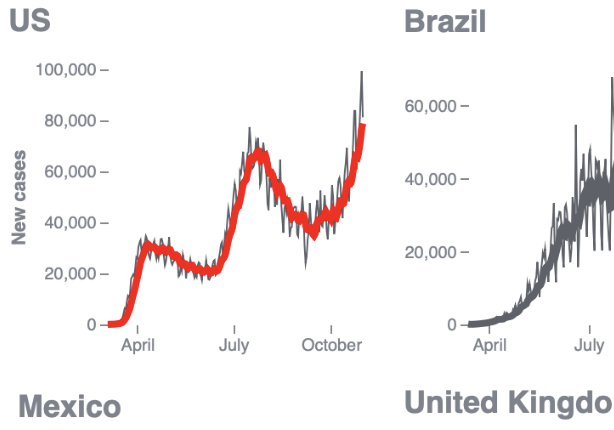 US
Brazil
100,000
80,000
60,000
40,000
20,000
0
New cases
April
July
October
60,000
40,000
20,000
0
April
July
Mexico
United Kingdo